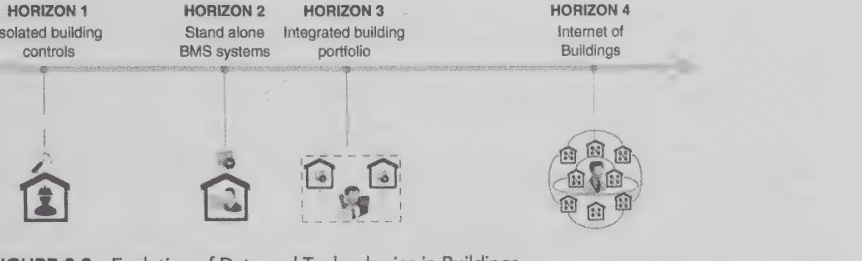 HORIZON 1
solated building
controls
HORIZON 2
Stand alone
BMS systems
HORIZON 3
Integrated building
portfolio
HORIZON 4
Internet of
Buildings
Evolution of Data and Technologies in Buildings